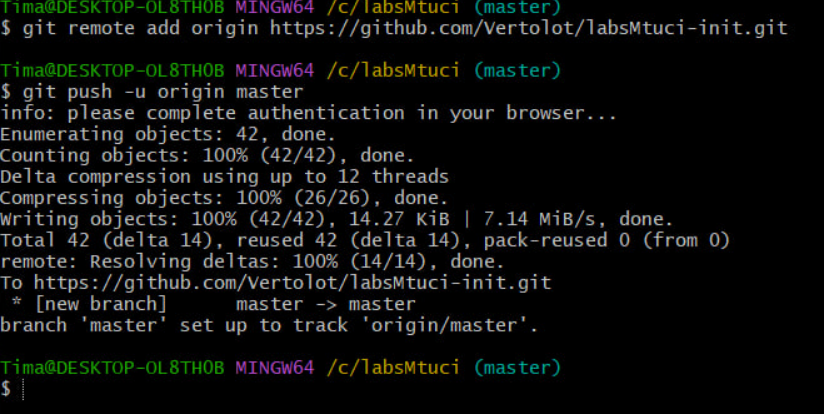 Tima@DESKTOP-OL8TH0B MINGW64 /c/labsMtuci (master)
$ git remote add origin https://github.com/Vertolot/labsMtuci-init.git
Tima@DESKTOP-OL8TH0B MINGW64 /c/labsMtuci (master)
$ git push -u origin master
info: please complete authentication in your browser...
Enumerating objects: 42, done.
Counting objects: 100% (42/42), done.
Delta compression using up to 12 threads
Compressing objects: 100% (26/26), done.
Writing objects: 100% (42/42), 14.27 KiB | 7.14 MiB/s, done.
Total 42 (delta 14), reused 42 (delta 14), pack-reused 0 (from 0)
remote: Resolving deltas: 100% (14/14), done.
To https://github.com/Vertolot/labsMtuci-init.git
 * [new branch]      master -> master
branch 'master' set up to track 'origin/master'.
Tima@DESKTOP-OL8TH0B MINGW64 /c/labsMtuci (master)
$